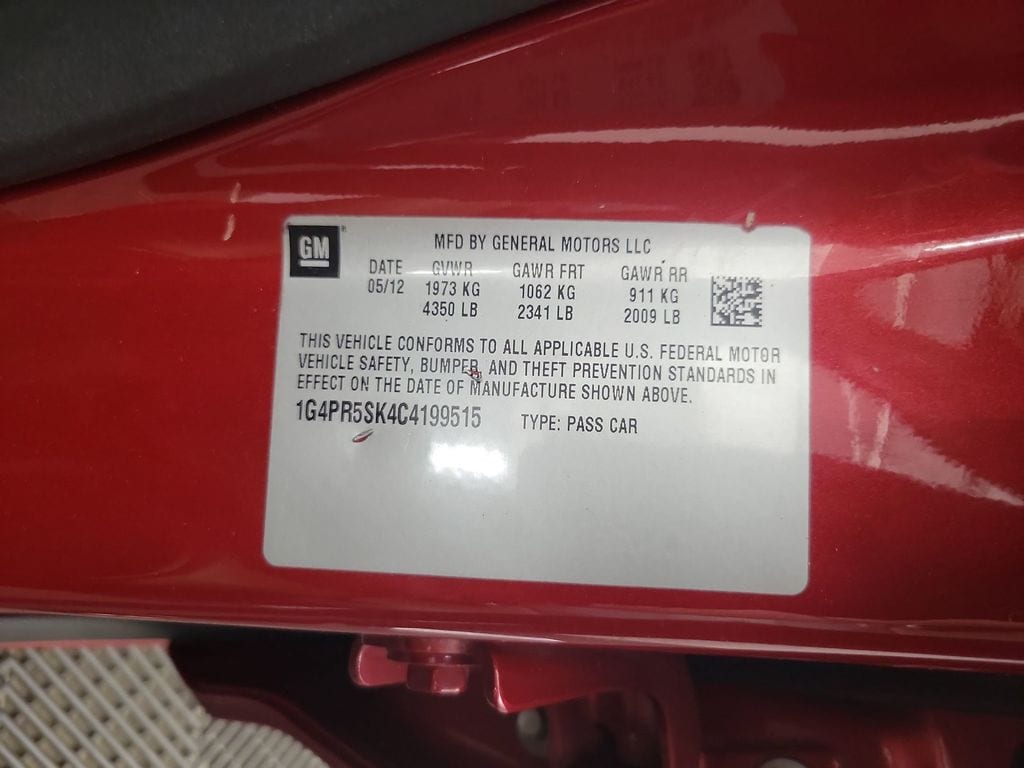 GM
MFD BY GENERAL MOTORS LLC
DATE GVWR GAWR FRT GAWR RR
05/12 1973 KG 1062 KG 911 KG
4350 LB 2341 LB 2009 LB
THIS VEHICLE CONFORMS TO ALL APPLICABLE U.S. FEDERAL MOTOR
VEHICLE SAFETY, BUMPER, AND THEFT PREVENTION STANDARDS IN
EFFECT ON THE DATE OF MANUFACTURE SHOWN ABOVE.
1G4PR5SK4C4199515 TYPE: PASS CAR